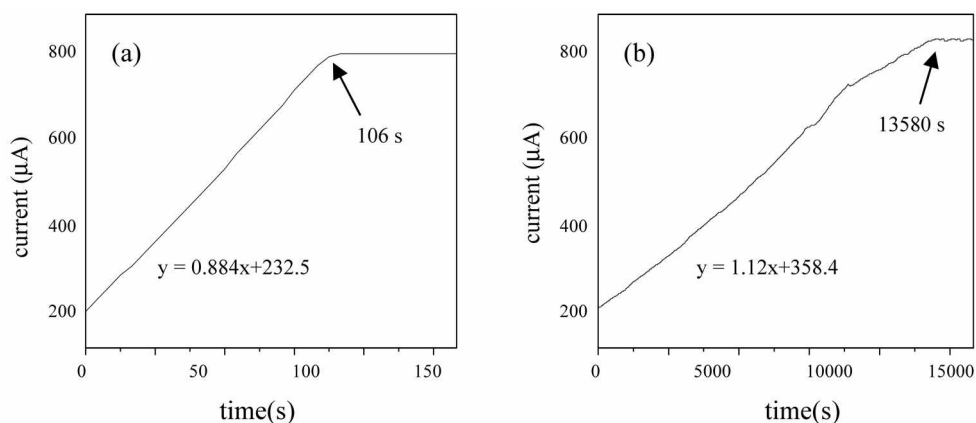 (a)
800
600
400
200
current (μA)
106 s
y = 0.884x+232.5
0
50
100
150
time(s)
(b)
800
600
400
200
current (μA)
13580 s
y = 1.12x+358.4
0
5000
10000
15000
time(s)